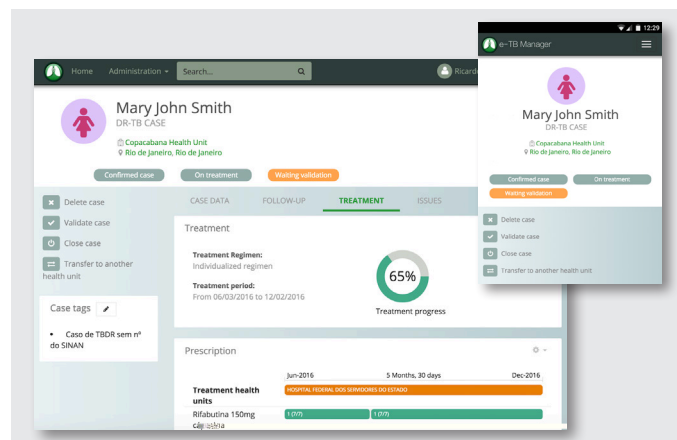 Home Administration Search... Ricard
Mary John Smith
DR-TB CASE
Copacabana Health Unit
Rio de Janeiro, Rio de Janeiro
Confirmed case On treatment Waiting validation
Delete case
Validate case
Close case
Transfer to another
health unit
Case tags
• Caso de TBDR sem nº
do SINAN
CASE DATA FOLLOW-UP TREATMENT ISSUES
Treatment
Treatment Regimen:
Individualized regimen
Treatment period:
From 06/03/2016 to 12/02/2016
65%
Treatment progress
Prescription
Jun-2016 5 Months, 30 days Dec-2016
Treatment health
units
HOSPITAL FEDERAL DOS SERVIDORES DO ESTADO
Rifabutina 150mg
1 (7/7) 1 (7/7)
12:29
e-TB Manager
Mary John Smith
DR-TB CASE
Copacabana Health Unit
Rio de Janeiro, Rio de Janeiro
Confirmed case On treatment
Waiting validation
Delete case
Validate case
Close case
Transfer to another health unit